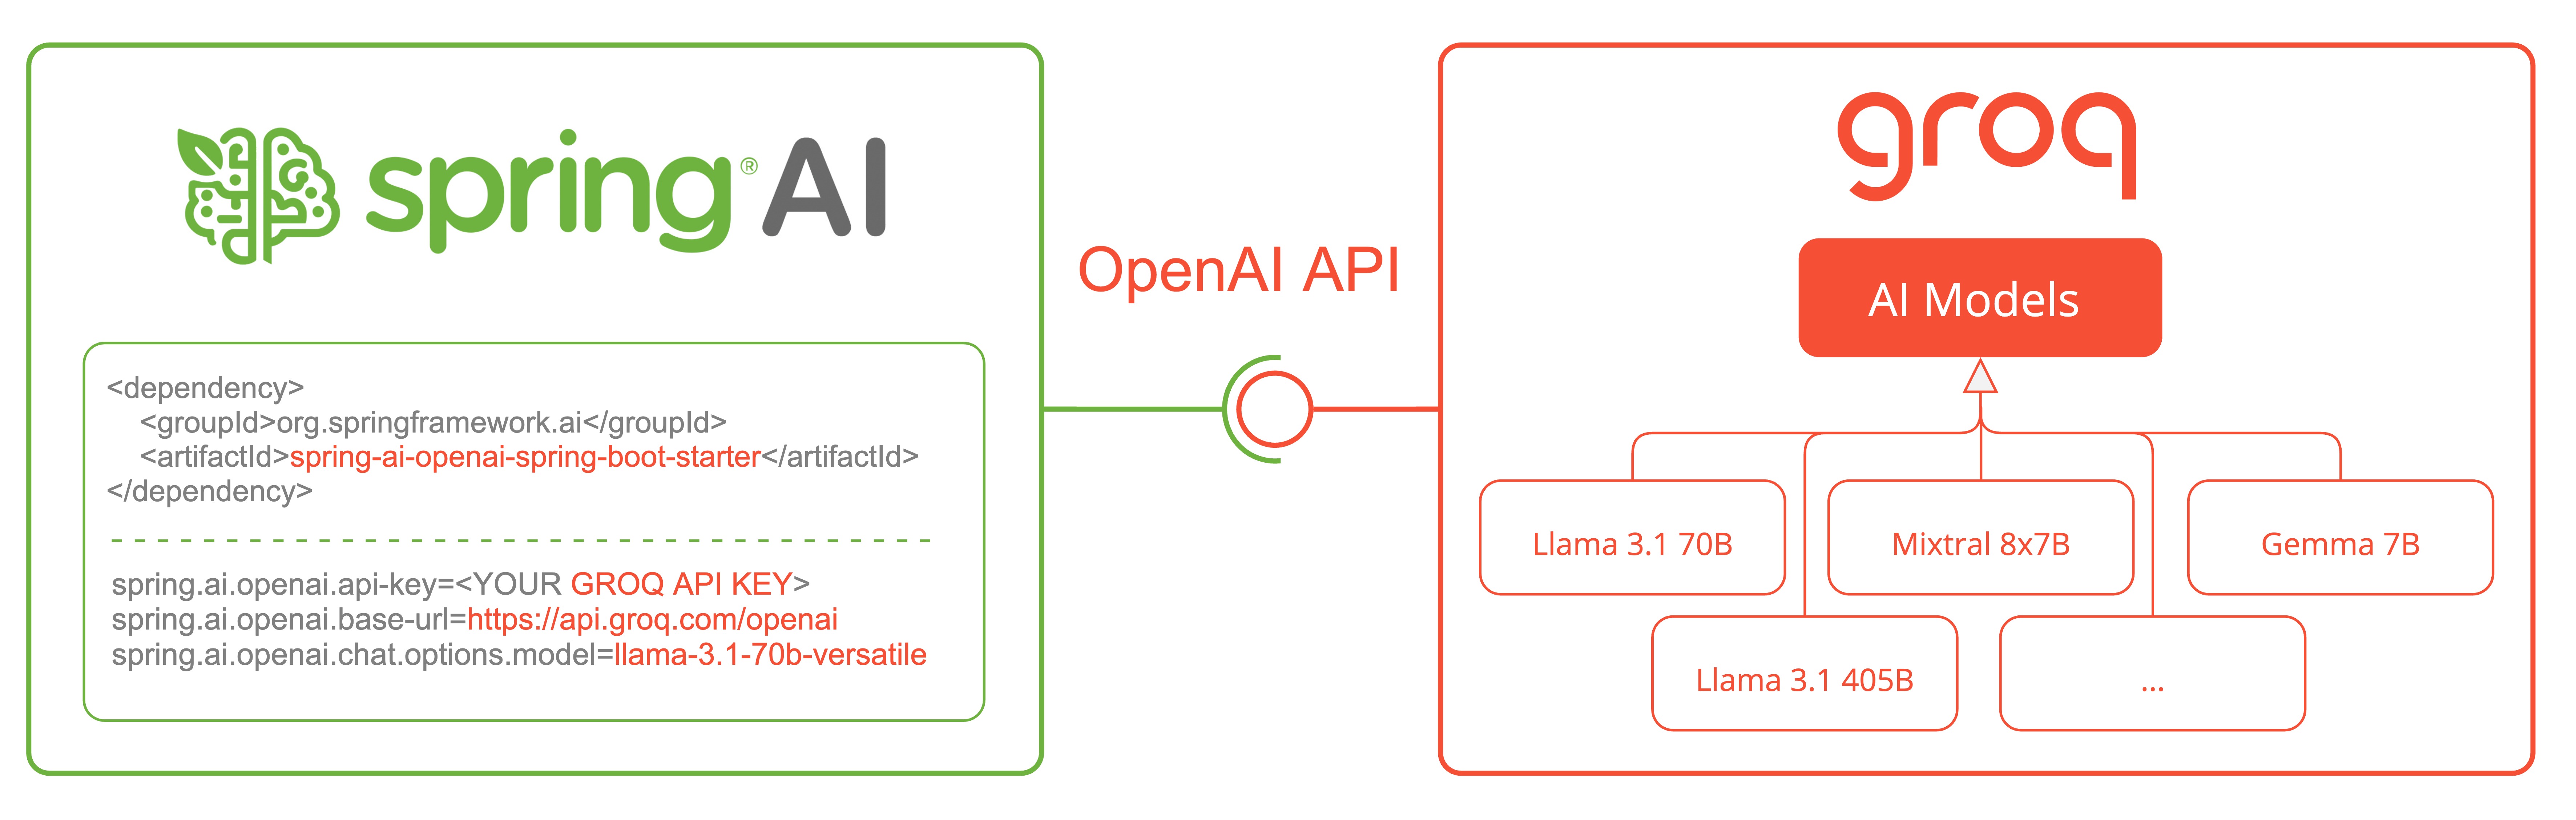 spring® AI
<dependency>
<groupId>org.springframework.ai</groupId>
<artifactId>spring-ai-openai-spring-boot-starter</artifactId>
</dependency>
spring.ai.openai.api-key=<YOUR GROQ API KEY>
spring.ai.openai.base-url=https://api.groq.com/openai
spring.ai.openai.chat.options.model=llama-3.1-70b-versatile
OpenAI API
groq
AI Models
Llama 3.1 70B
Mixtral 8x7B
Gemma 7B
Llama 3.1 405B
...